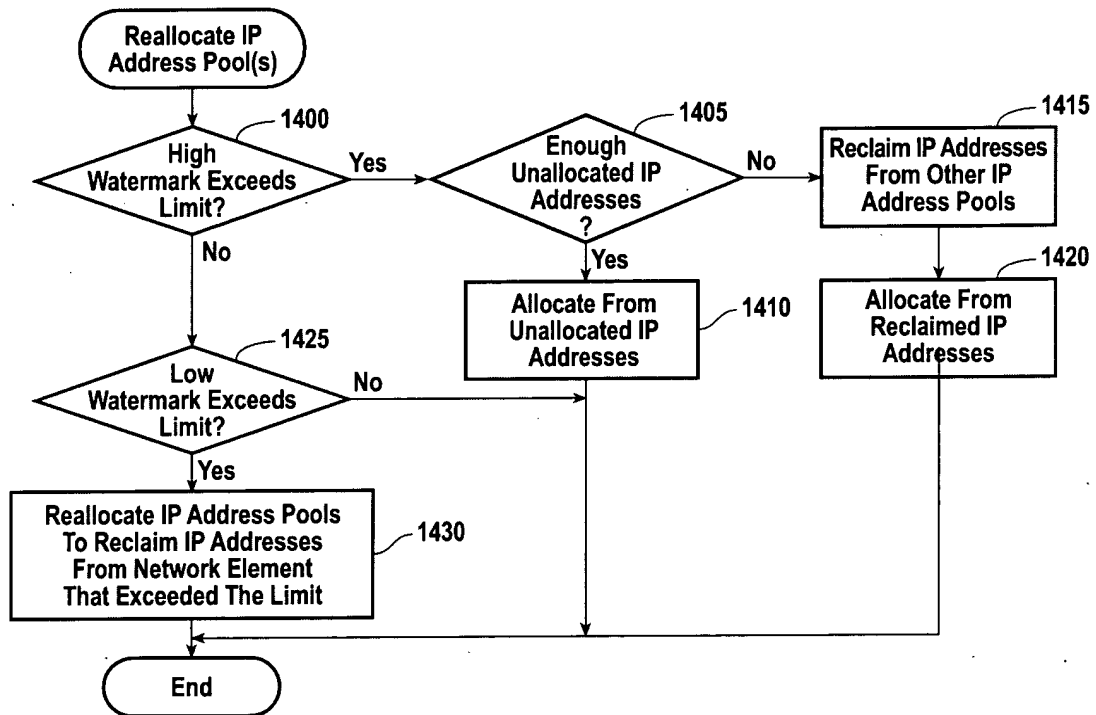 Reallocate IP
Address Pool(s)
1400
High
Watermark Exceeds
Limit?
Yes
No
1405
Enough
Unallocated IP
Addresses
?
No
Yes
1415
Reclaim IP Addresses
From Other IP
Address Pools
1410
Allocate From
Unallocated IP
Addresses
1420
Allocate From
Reclaimed IP
Addresses
1425
Low
Watermark Exceeds
Limit?
No
Yes
Reallocate IP Address Pools
To Reclaim IP Addresses
From Network Element
That Exceeded The Limit
1430
End